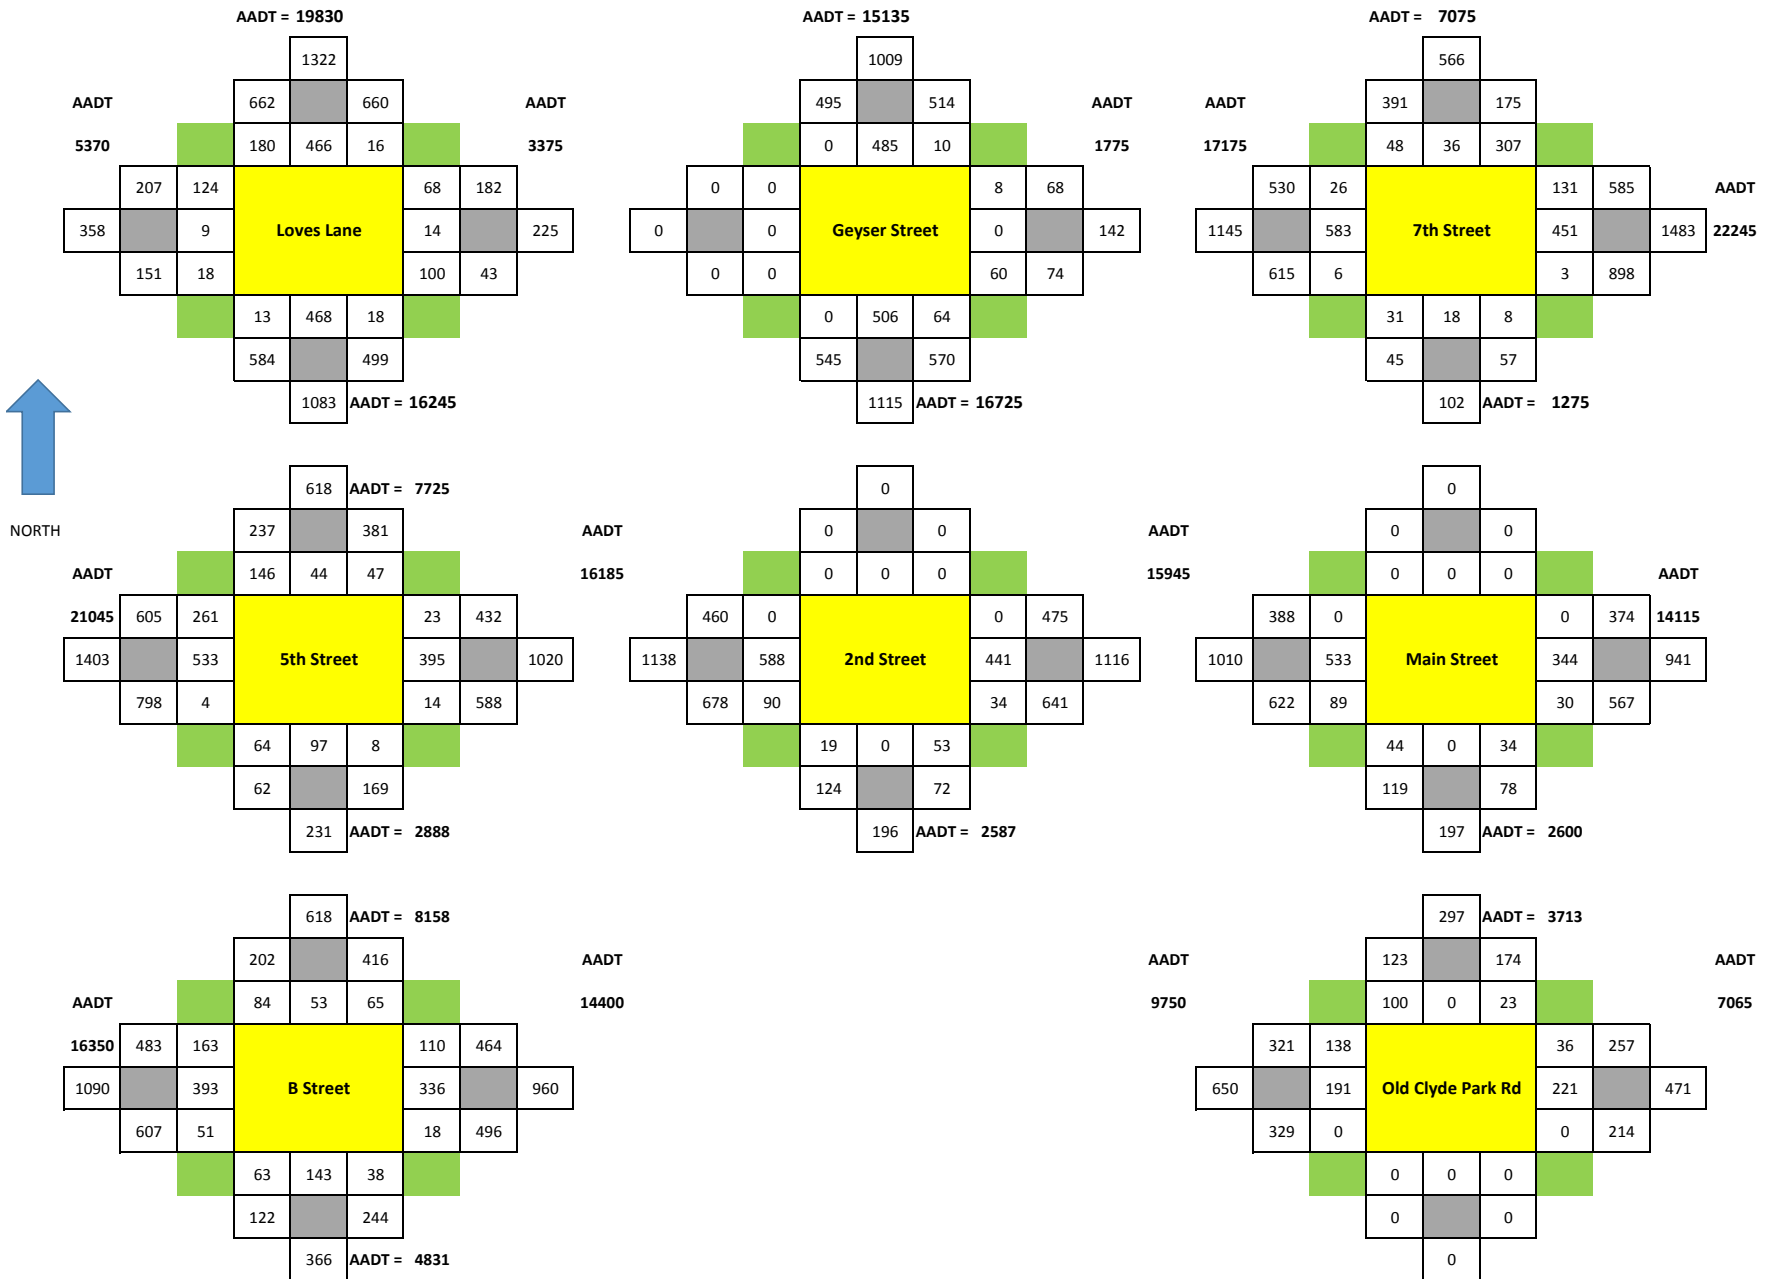 AADT = 19830 AADT = 15135 AADT = 7075
1322 1009 566
AADT 662 660 AADT 495 514 AADT AADT 391 175
5370 180 466 16 3375 0 485 10 1775 17175 48 36 307
207 124 68 182 0 0 8 68 530 26 131 585 AADT
358 9 Loves Lane 14 225 0 0 Geyser Street 0 142 1145 583 7th Street 451 1483 22245
151 18 100 43 0 0 60 74 615 6 3 898
13 468 18 0 506 64 31 18 8
584 499 545 570 45 57
1083 AADT = 16245 1115 AADT = 16725 102 AADT = 1275
618 AADT = 7725 0 0
NORTH 237 381 AADT 0 0 AADT 0 0
AADT 146 44 47 16185 0 0 0 15945 0 0 0 AADT
21045 605 261 23 432 460 0 0 475 388 0 0 374 14115
1403 533 5th Street 395 1020 1138 588 2nd Street 441 1116 1010 533 Main Street 344 941
798 4 14 588 678 90 34 641 622 89 30 567
64 97 8 19 0 53 44 0 34
62 169 124 72 119 78
231 AADT = 2888 196 AADT = 2587 197 AADT = 2600
618 AADT = 8158 297 AADT = 3713
202 416 AADT AADT 123 174 AADT
AADT 84 53 65 14400 9750 100 0 23 7065
16350 483 163 110 464 321 138 36 257
1090 393 B Street 336 960 650 191 Old Clyde Park Rd 221 471
607 51 18 496 329 0 0 214
63 143 38 0 0 0
122 244 0 0
366 AADT = 4831 0